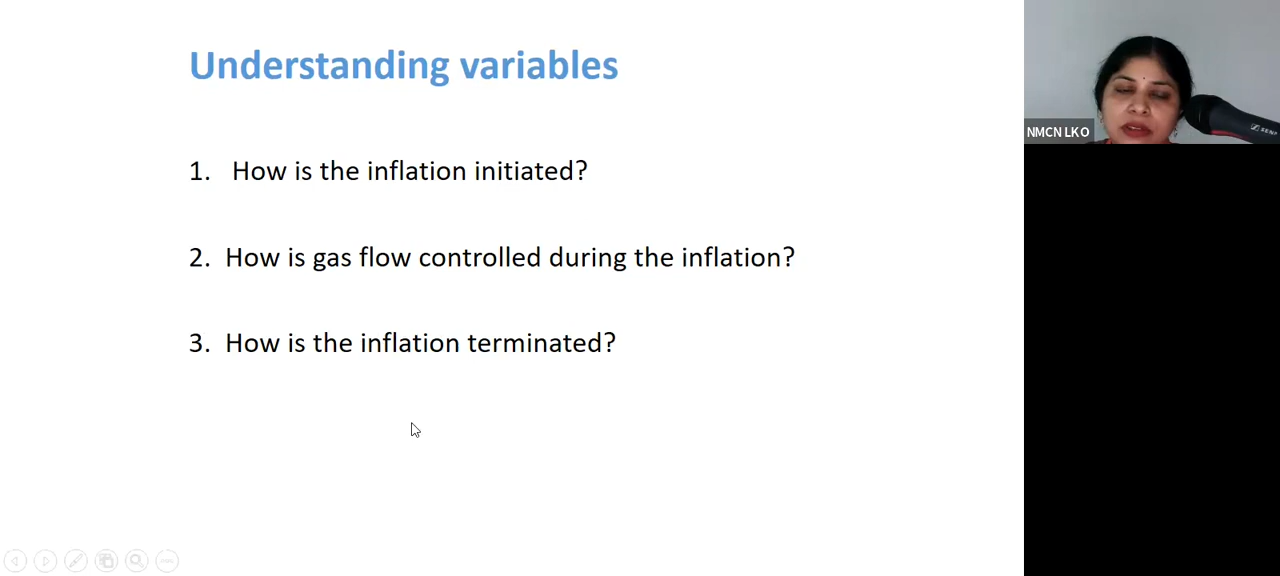 Understanding variables
1. How is the inflation initiated?
2. How is gas flow controlled during the inflation?
3. How is the inflation terminated?
NMCN LKO